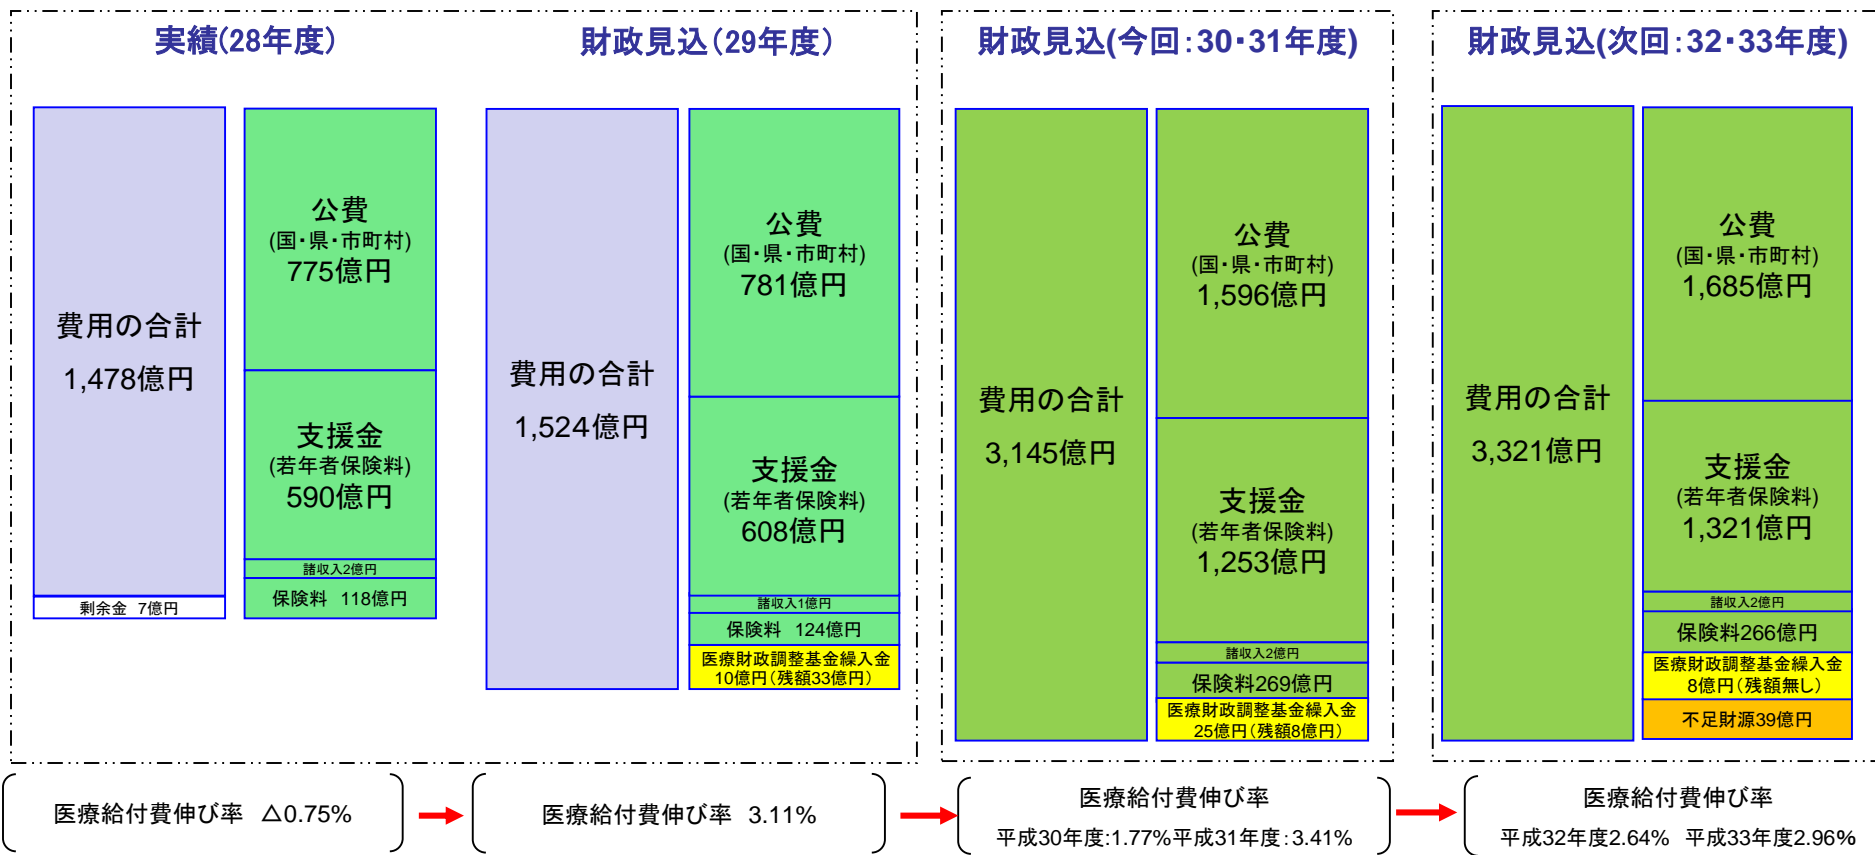 実績(28年度)
費用の合計
1,478億円
剰余金 7億円
公費
(国・県・市町村)
775億円
支援金
(若年者保険料)
590億円
諸収入2億円
保険料 118億円
財政見込(29年度)
費用の合計
1,524億円
公費
(国・県・市町村)
781億円
支援金
(若年者保険料)
608億円
諸収入1億円
保険料 124億円
医療財政調整基金繰入金
10億円(残額33億円)
財政見込(今回:30・31年度)
費用の合計
3,145億円
公費
(国・県・市町村)
1,596億円
支援金
(若年者保険料)
1,253億円
諸収入2億円
保険料269億円
医療財政調整基金繰入金
25億円(残額8億円)
財政見込(次回:32・33年度)
費用の合計
3,321億円
公費
(国・県・市町村)
1,685億円
支援金
(若年者保険料)
1,321億円
諸収入2億円
保険料266億円
医療財政調整基金繰入金
8億円(残額無し)
不足財源39億円
医療給付費伸び率 △0.75%
医療給付費伸び率 3.11%
医療給付費伸び率
平成30年度:1.77%平成31年度:3.41%
医療給付費伸び率
平成32年度2.64% 平成33年度2.96%